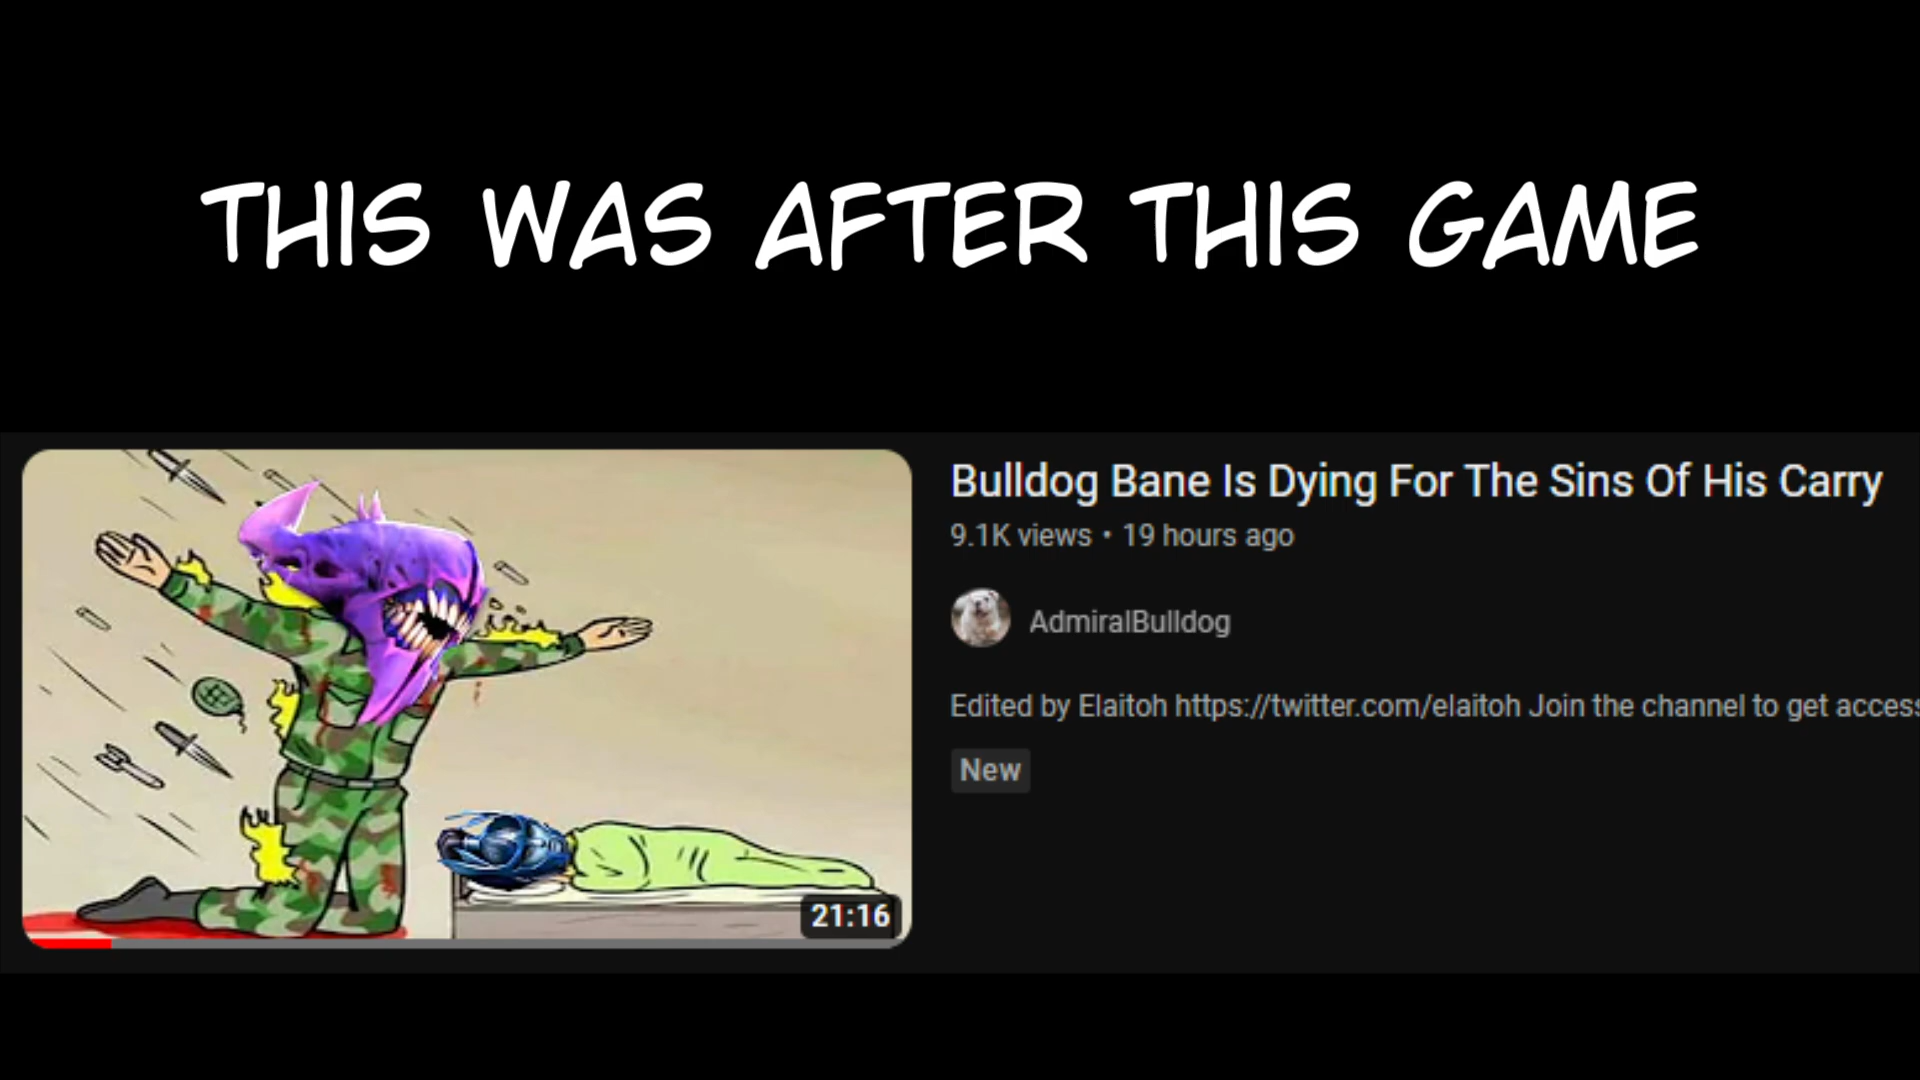 THIS WAS AFTER THIS GAME
Bulldog Bane Is Dying For The Sins Of His Carry
9.1K views • 19 hours ago
AdmiralBulldog
Edited by Elaitoh https://twitter.com/elaitoh Join the channel to get access
New
21:16